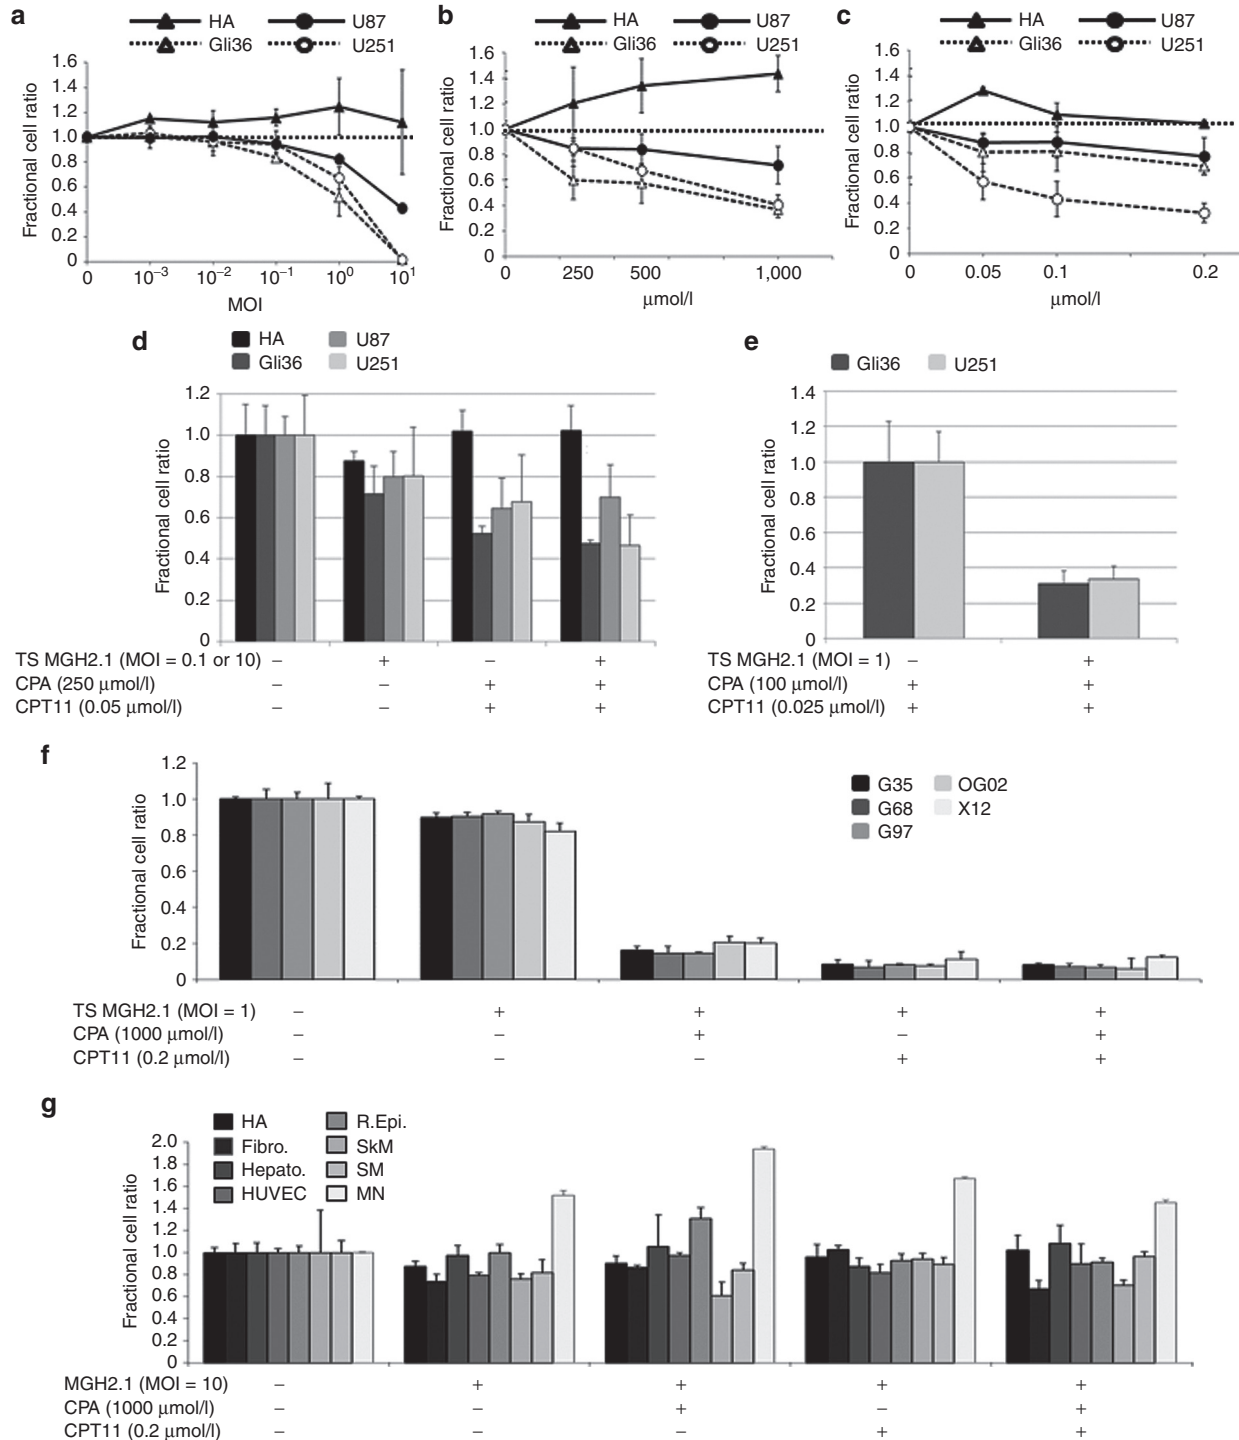 a
HA U87
Gli36 U251
Fractional cell ratio
1.6
1.4
1.2
1.0
0.8
0.6
0.4
0.2
0
0 10⁻³ 10⁻² 10⁻¹ 10⁰ 10¹
MOI
b
HA U87
Gli36 U251
Fractional cell ratio
1.6
1.4
1.2
1.0
0.8
0.6
0.4
0.2
0
0 250 500 1,000
μmol/l
c
HA U87
Gli36 U251
Fractional cell ratio
1.6
1.4
1.2
1.0
0.8
0.6
0.4
0.2
0
0 0.05 0.1 0.2
μmol/l
d
HA U87
Gli36 U251
Fractional cell ratio
1.2
1.0
0.8
0.6
0.4
0.2
0
TS MGH2.1 (MOI = 0.1 or 10) − + − +
CPA (250 μmol/l) − − + +
CPT11 (0.05 μmol/l) − − + +
e
Gli36 U251
Fractional cell ratio
1.4
1.2
1.0
0.8
0.6
0.4
0.2
0
TS MGH2.1 (MOI = 1) − +
CPA (100 μmol/l) + +
CPT11 (0.025 μmol/l) + +
f
G35 OG02
G68 X12
G97
Fractional cell ratio
1.2
1.0
0.8
0.6
0.4
0.2
0
TS MGH2.1 (MOI = 1) − + + + +
CPA (1000 μmol/l) − − + − +
CPT11 (0.2 μmol/l) − − − + +
g
HA R.Epi.
Fibro. SkM
Hepato. SM
HUVEC MN
Fractional cell ratio
2.0
1.8
1.6
1.4
1.2
1.0
0.8
0.6
0.4
0.2
0
MGH2.1 (MOI = 10) − + + + +
CPA (1000 μmol/l) − − + − +
CPT11 (0.2 μmol/l) − − − + +